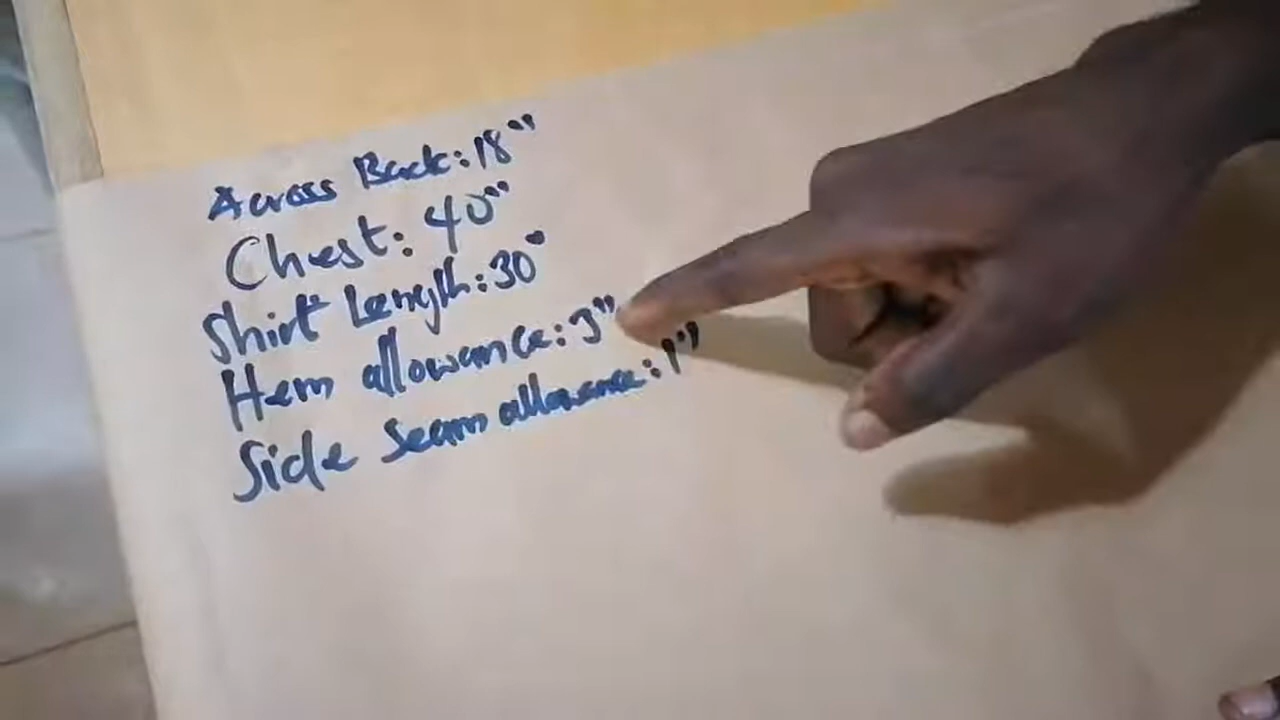 Across Back: 18"
Chest: 40"
Shirt Length: 30"
Hem allowance: 3"
Side Seam allowance: 1"